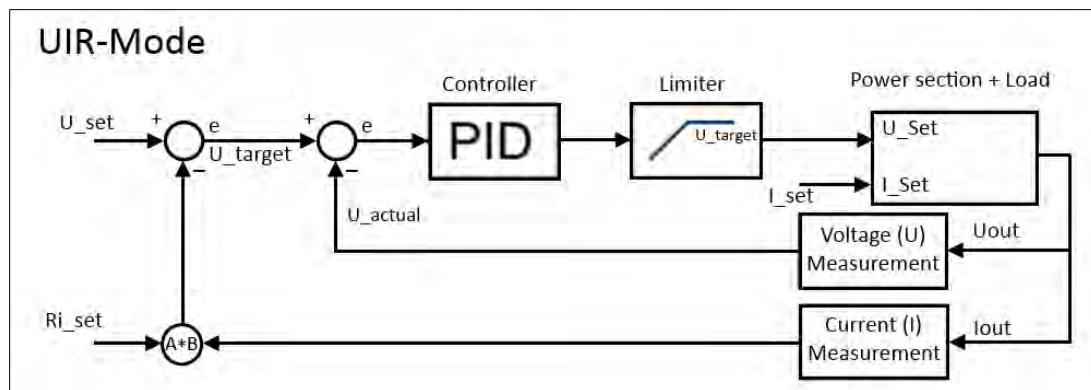 UIR-Mode
Controller
Limiter
Power section + Load
U_set
+
e
U_target
−
+
e
−
PID
U_target
U_Set
I_set
I_Set
U_actual
Voltage (U)
Measurement
Uout
Ri_set
A*B
Current (I)
Measurement
Iout